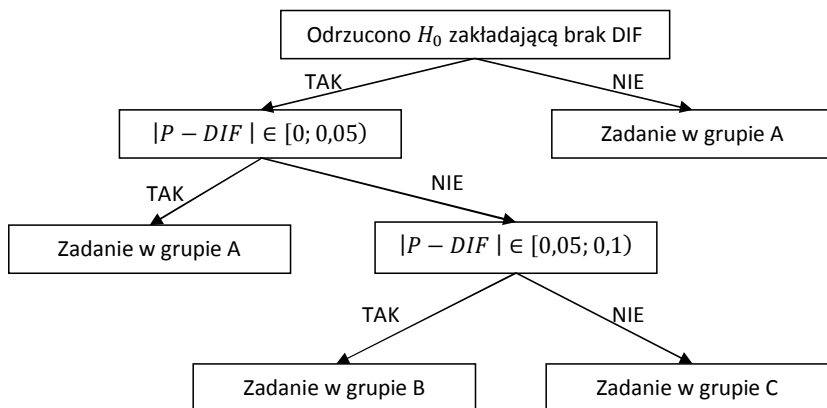 Odrzucono H₀ zakładającą brak DIF
TAK
NIE
|P − DIF | ∈ [0; 0,05)
Zadanie w grupie A
TAK
NIE
Zadanie w grupie A
|P − DIF | ∈ [0,05; 0,1)
TAK
NIE
Zadanie w grupie B
Zadanie w grupie C